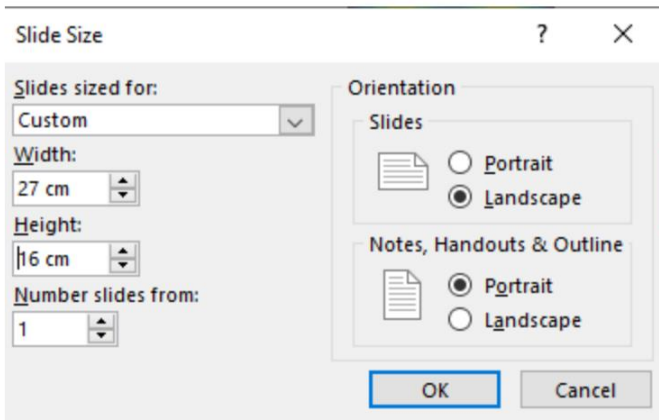 Slide Size
?
Slides sized for:
Custom
Width:
27 cm
Height:
16 cm
Number slides from:
1
Orientation
Slides
Portrait
Landscape
Notes, Handouts & Outline
Portrait
Landscape
OK
Cancel